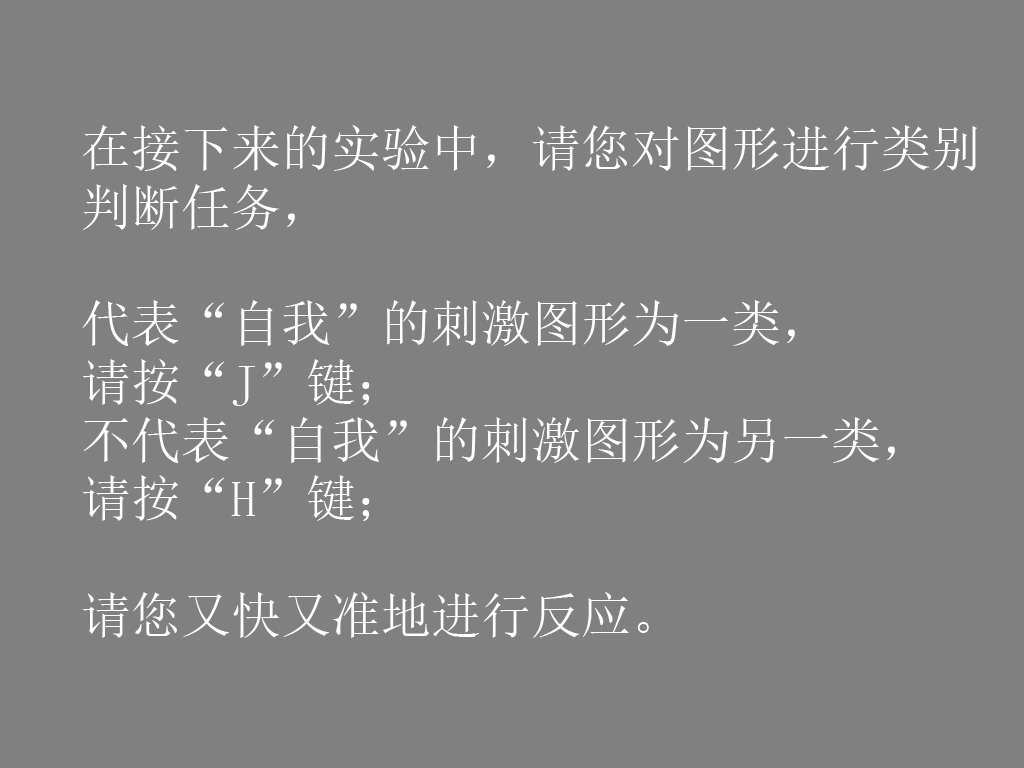 在接下来的实验中，请您对图形进行类别
判断任务，
代表“自我”的刺激图形为一类，
请按“J”键；
不代表“自我”的刺激图形为另一类，
请按“H”键；
请您又快又准地进行反应。